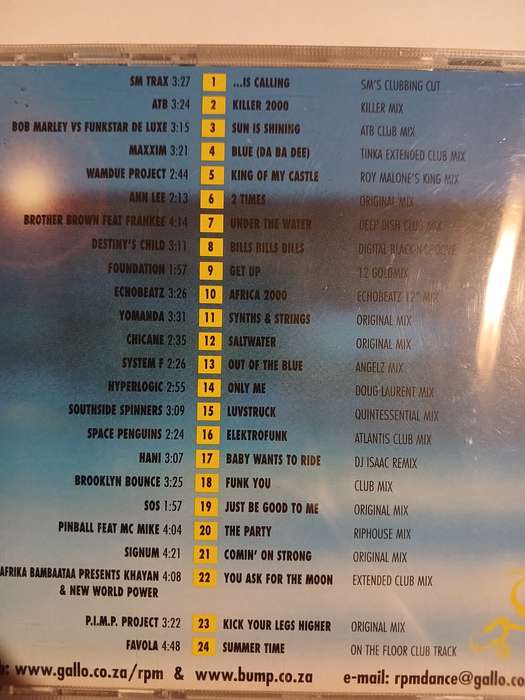 SM TRAX 3:27 1 ...IS CALLING SM'S CLUBBING CUT
ATB 3:24 2 KILLER 2000 KILLER MIX
BOB MARLEY VS FUNKSTAR DE LUXE 3:15 3 SUN IS SHINING ATB CLUB MIX
MAXXIM 3:21 4 BLUE (DA BA DEE) TINKA EXTENDED CLUB MIX
WAMDUE PROJECT 2:44 5 KING OF MY CASTLE ROY MALONE'S KING MIX
ANN LEE 2:13 6 2 TIMES ORIGINAL MIX
BROTHER BROWN FEAT FRANKEE 4:14 7 UNDER THE WATER DEEP DISH CLUB MIX
DESTINY'S CHILD 3:11 8 BILLS BILLS BILLS DIGITAL BLACK-N-GROOVE
FOUNDATION 1:57 9 GET UP 12 GOLDMIX
ECHOBEATZ 3:26 10 AFRICA 2000 ECHOBEATZ 12" MIX
YOMANDA 3:31 11 SYNTHS & STRINGS ORIGINAL MIX
CHICANE 2:35 12 SALTWATER ORIGINAL MIX
SYSTEM F 2:26 13 OUT OF THE BLUE ANGELZ MIX
HYPERLOGIC 2:55 14 ONLY ME DOUG LAURENT MIX
SOUTHSIDE SPINNERS 3:09 15 LUVSTRUCK QUINTESSENTIAL MIX
SPACE PENGUINS 2:24 16 ELEKTROFUNK ATLANTIS CLUB MIX
HANI 3:07 17 BABY WANTS TO RIDE DJ ISAAC REMIX
BROOKLYN BOUNCE 3:25 18 FUNK YOU CLUB MIX
SOS 1:57 19 JUST BE GOOD TO ME ORIGINAL MIX
PINBALL FEAT MC MIKE 4:04 20 THE PARTY RIPHOUSE MIX
SIGNUM 4:21 21 COMIN' ON STRONG ORIGINAL MIX
AFRIKA BAMBAATAA PRESENTS KHAYAN 4:08 22 YOU ASK FOR THE MOON EXTENDED CLUB MIX
& NEW WORLD POWER
P.I.M.P. PROJECT 3:22 23 KICK YOUR LEGS HIGHER ORIGINAL MIX
FAVOLA 4:48 24 SUMMER TIME ON THE FLOOR CLUB TRACK
b: www.gallo.co.za/rpm & www.bump.co.za e-mail: rpmdance@gallo.co